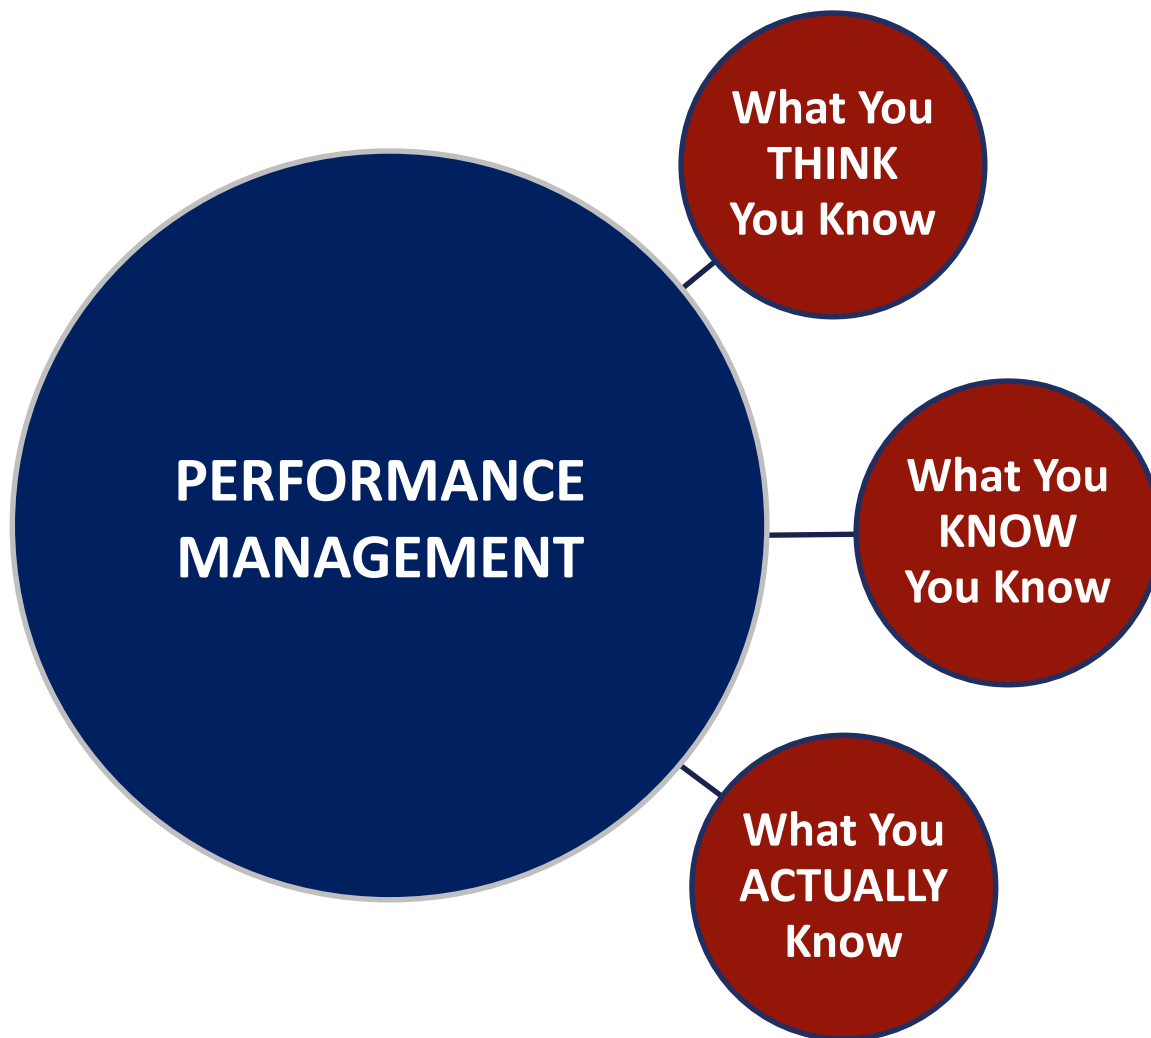 PERFORMANCE
MANAGEMENT
What You
THINK
You Know
What You
KNOW
You Know
What You
ACTUALLY
Know